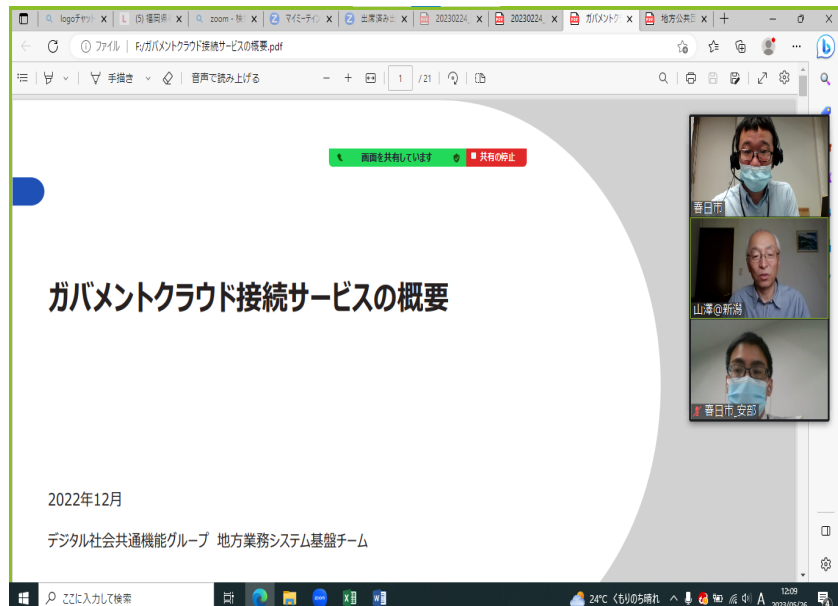 logoチャット
(5) 福岡県
zoom - 検
マイミーティン
出席済みミ
20230224_
20230224_
ガバメントク
地方公共団
ファイル
F:/ガバメントクラウド接続サービスの概要.pdf
手描き
音声で読み上げる
1
/21
画面を共有しています
共有の停止
春日市
ガバメントクラウド接続サービスの概要
山澤@新潟
春日市_安部
2022年12月
デジタル社会共通機能グループ 地方業務システム基盤チーム
ここに入力して検索
24°C くもりのち晴れ
A
12:09
2023/05/26